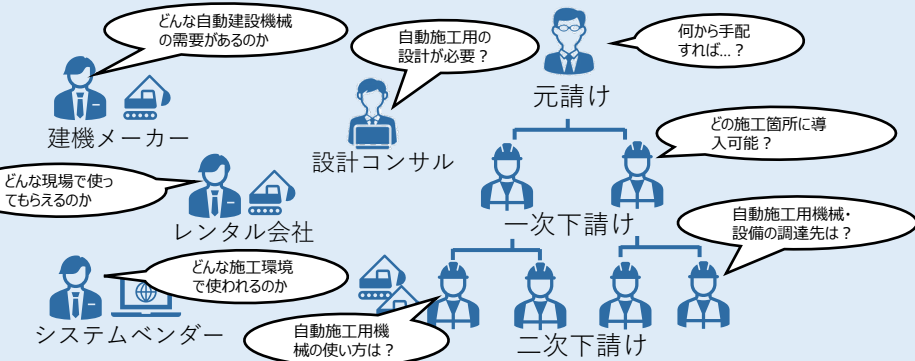 どんな自動建設機械
の需要があるのか
建機メーカー
自動施工用の
設計が必要？
設計コンサル
何から手配
すれば…？
元請け
どの施工箇所に導
入可能？
どんな現場で使っ
てもらえるのか
レンタル会社
一次下請け
自動施工用機械・
設備の調達先は？
どんな施工環境
で使われるのか
システムベンダー
自動施工用機
械の使い方は？
二次下請け